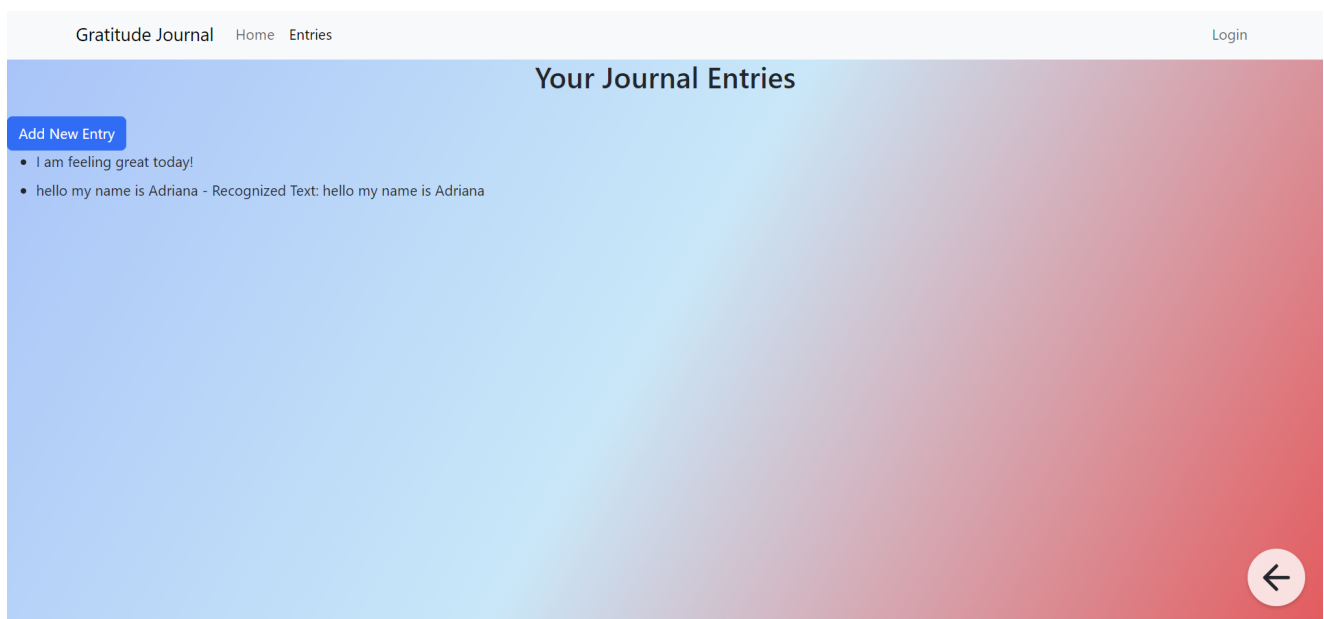 Gratitude Journal Home Entries Login
Your Journal Entries
Add New Entry
I am feeling great today!
hello my name is Adriana - Recognized Text: hello my name is Adriana